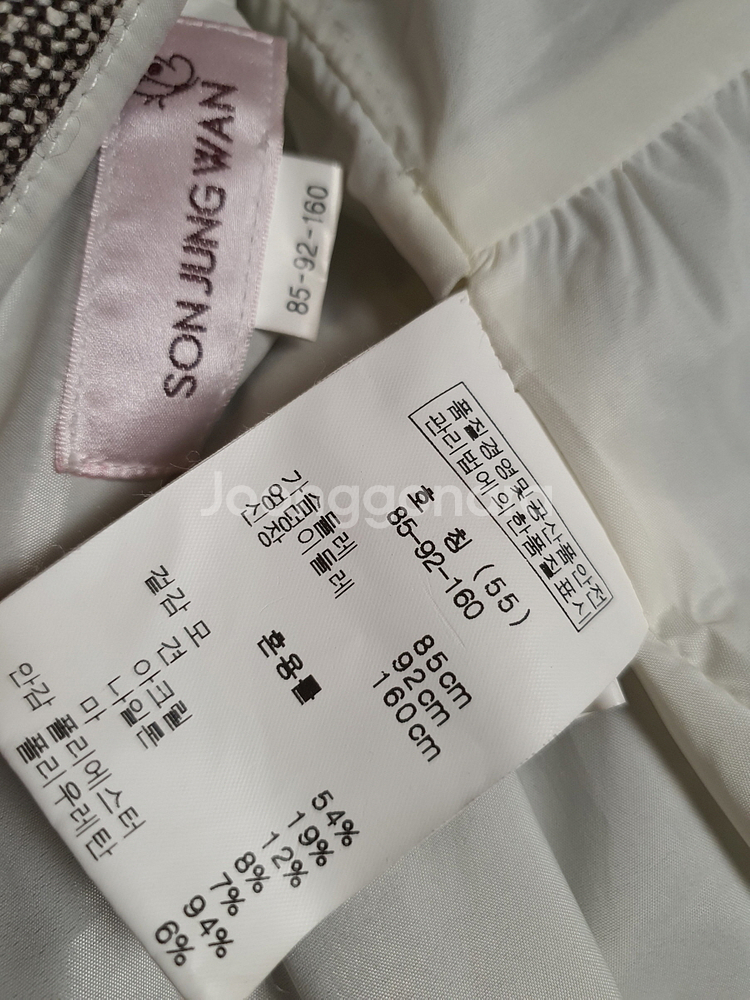 SON JUNG WAN
85-92-160
Joonggonara
품질경영및공산품안전
관리법에의한품질표시
호 칭 (55)
85-92-160
가슴둘레 85cm
엉덩이둘레 92cm
신장 160cm
혼용률
겉감 모 54%
견 19%
아크릴 12%
나일론 8%
마 7%
안감 폴리에스터 94%
폴리우레탄 6%